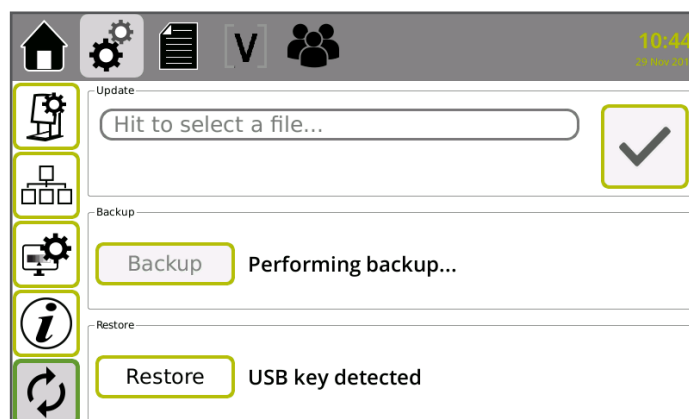 [V]
10:44
29 Nov 201
Update
Hit to select a file...
Backup
Backup Performing backup...
i
Restore
Restore USB key detected